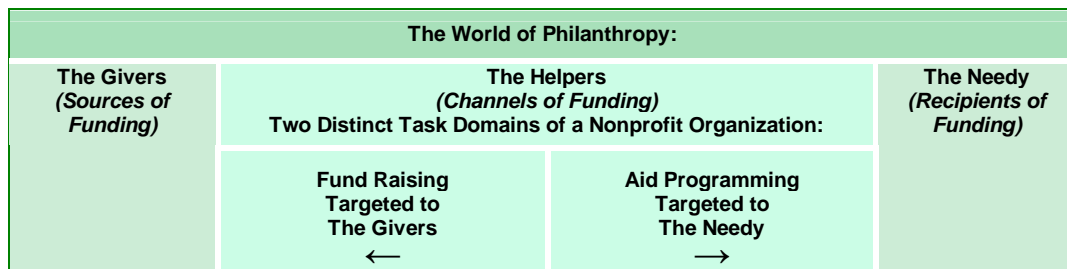 The World of Philanthropy:
The Givers
(Sources of
Funding)
The Helpers
(Channels of Funding)
Two Distinct Task Domains of a Nonprofit Organization:
The Needy
(Recipients of
Funding)
Fund Raising
Targeted to
The Givers
←
Aid Programming
Targeted to
The Needy
→